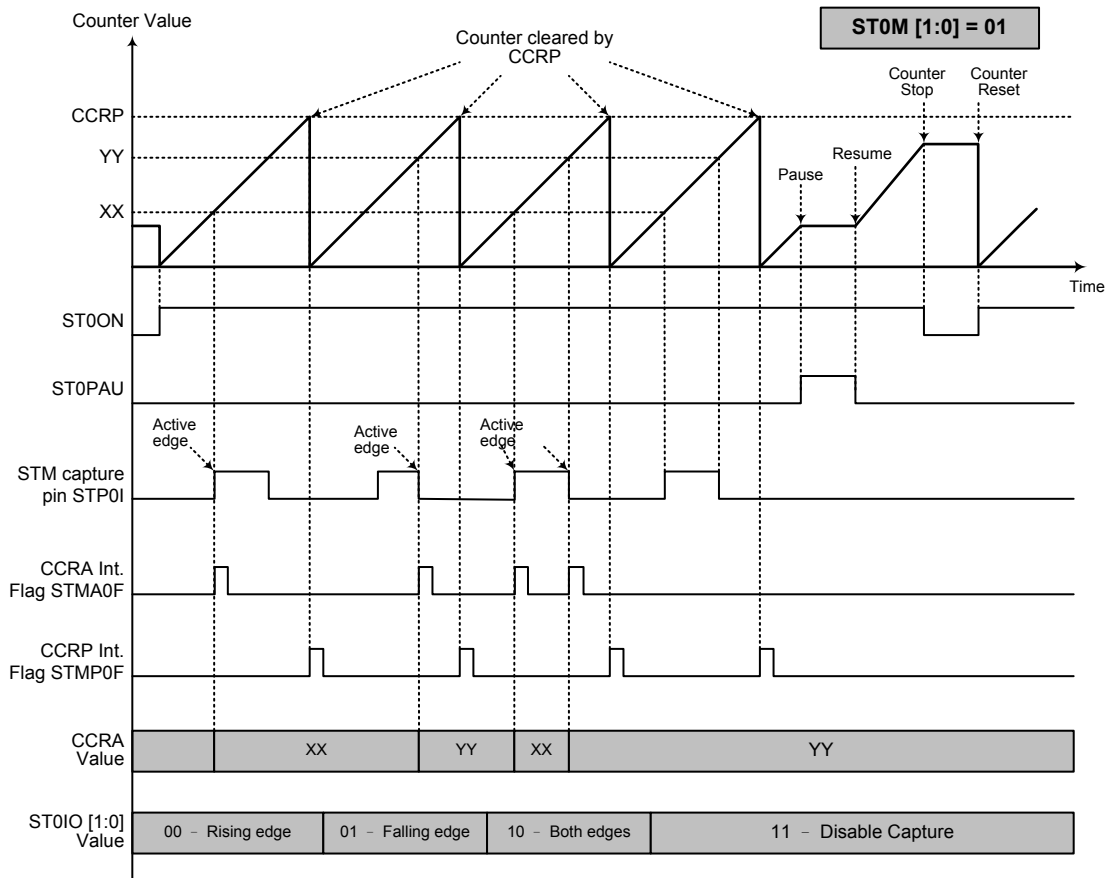 Counter Value
ST0M [1:0] = 01
Counter cleared by
CCRP
Counter
Stop
Counter
Reset
CCRP
YY
XX
Pause
Resume
Time
ST0ON
ST0PAU
Active
edge
Active
edge
Active
edge
STM capture
pin STP0I
CCRA Int.
Flag STMA0F
CCRP Int.
Flag STMP0F
CCRA
Value
XX
YY
XX
YY
ST0IO [1:0]
Value
00 – Rising edge
01 – Falling edge
10 – Both edges
11 – Disable Capture